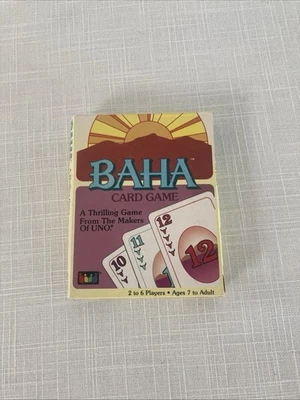 BAHA™
CARD GAME
A Thrilling Game
From The Makers
Of UNO!®
10
11
12
12
2 to 6 Players • Ages 7 to Adult